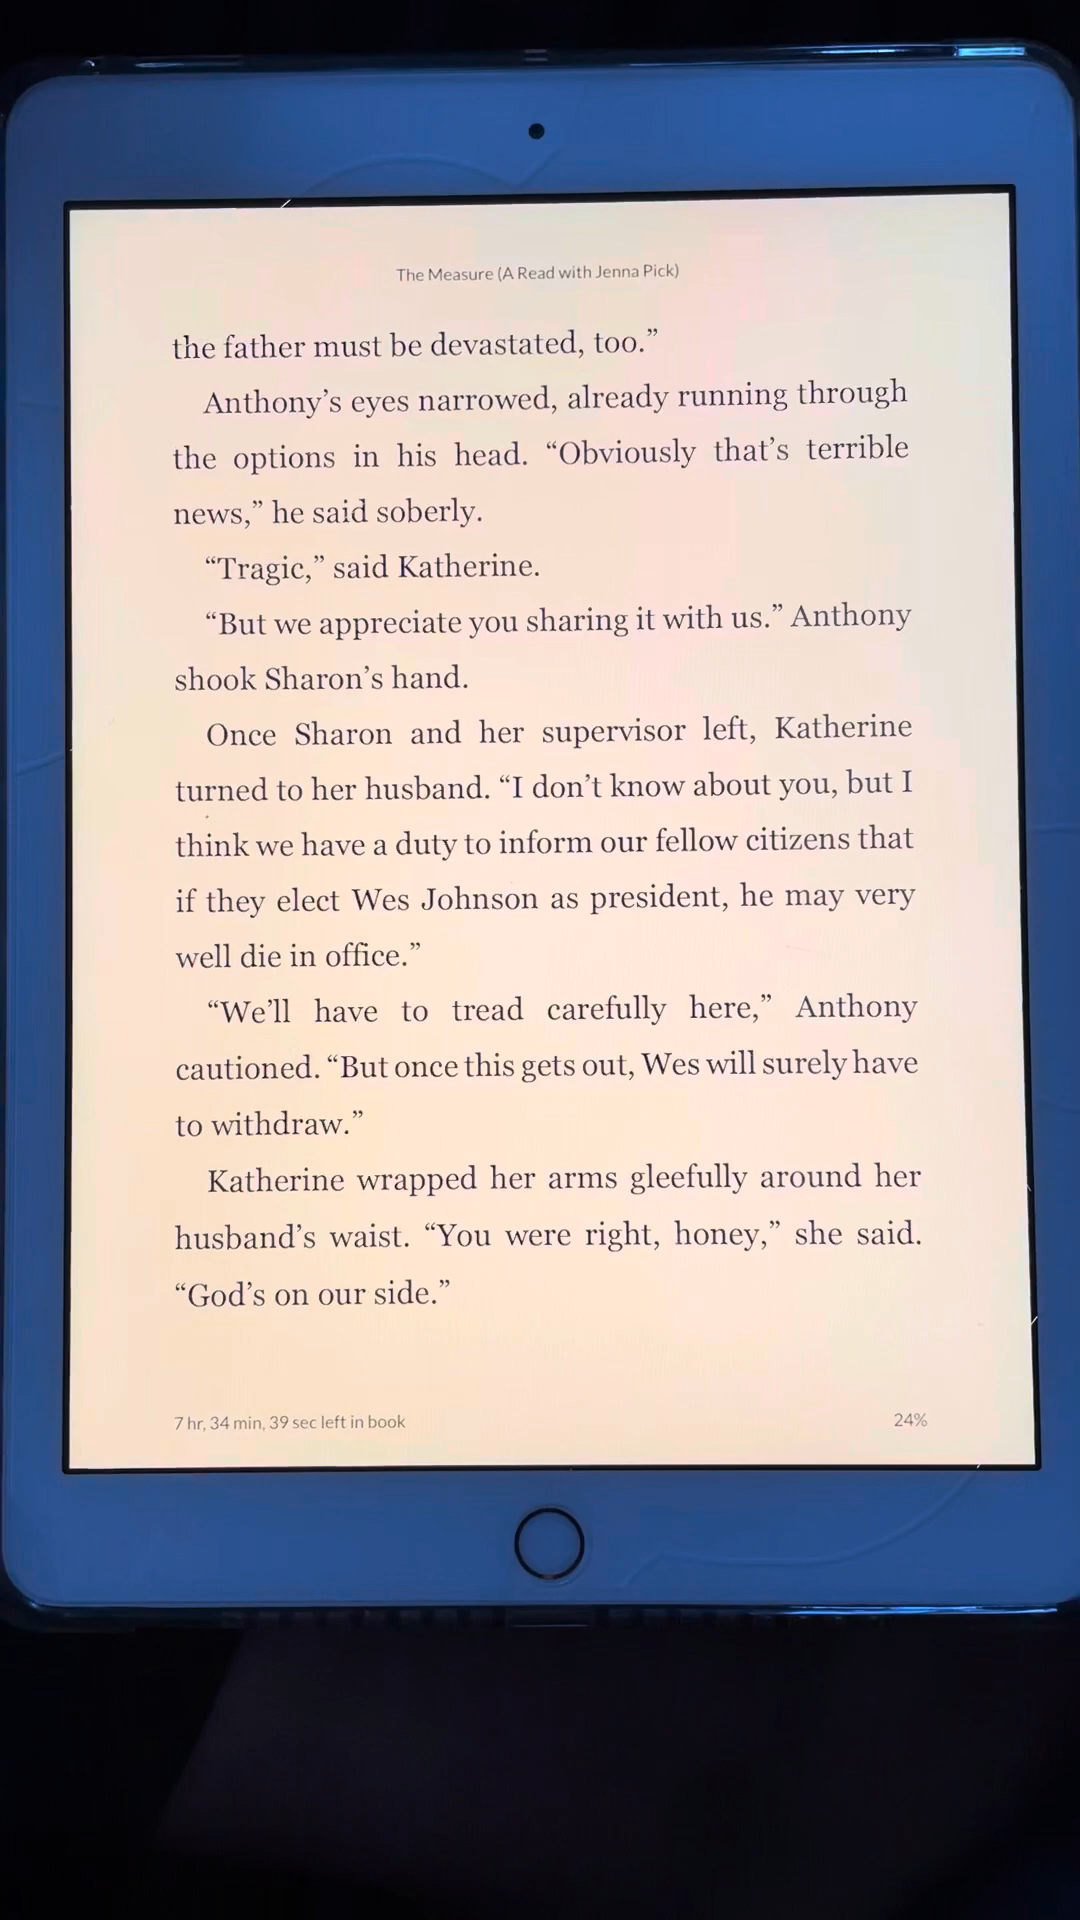 The Measure (A Read with Jenna Pick)
the father must be devastated, too.”
Anthony’s eyes narrowed, already running through
the options in his head. “Obviously that’s terrible
news,” he said soberly.
“Tragic,” said Katherine.
“But we appreciate you sharing it with us.” Anthony
shook Sharon’s hand.
Once Sharon and her supervisor left, Katherine
turned to her husband. “I don’t know about you, but I
think we have a duty to inform our fellow citizens that
if they elect Wes Johnson as president, he may very
well die in office.”
“We’ll have to tread carefully here,” Anthony
cautioned. “But once this gets out, Wes will surely have
to withdraw.”
Katherine wrapped her arms gleefully around her
husband’s waist. “You were right, honey,” she said.
“God’s on our side.”
7 hr, 34 min, 39 sec left in book
24%